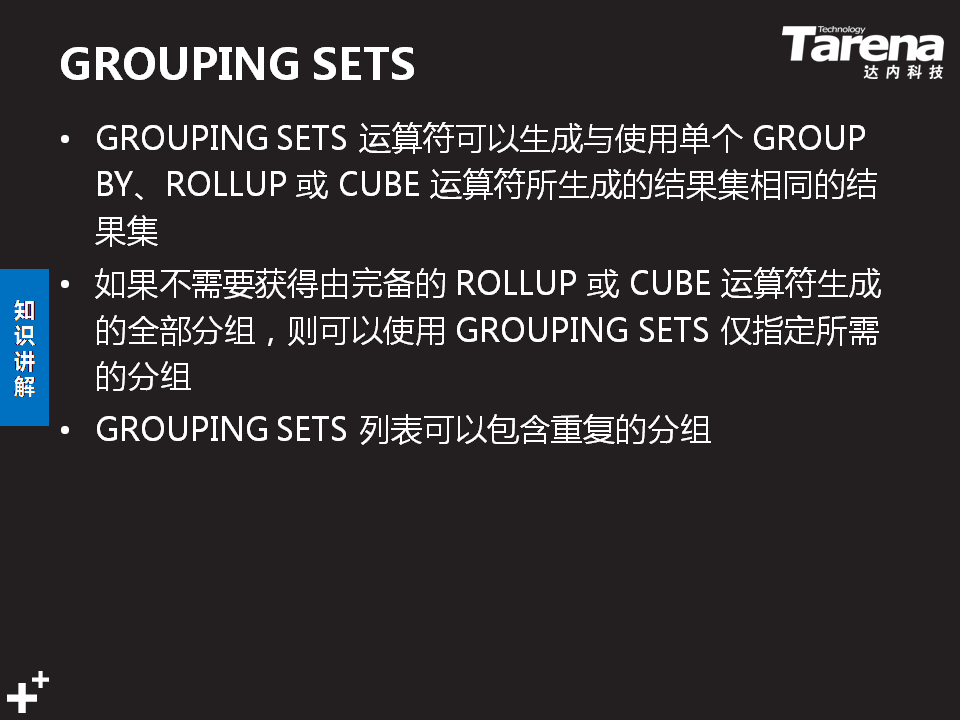 GROUPING SETS
Technology
Tarena
达内科技
• GROUPING SETS 运算符可以生成与使用单个 GROUP
BY、ROLLUP 或 CUBE 运算符所生成的结果集相同的结
果集
• 如果不需要获得由完备的 ROLLUP 或 CUBE 运算符生成
的全部分组，则可以使用 GROUPING SETS 仅指定所需
的分组
• GROUPING SETS 列表可以包含重复的分组
知
识
讲
解